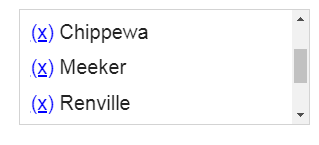 (x) Chippewa
(x) Meeker
(x) Renville